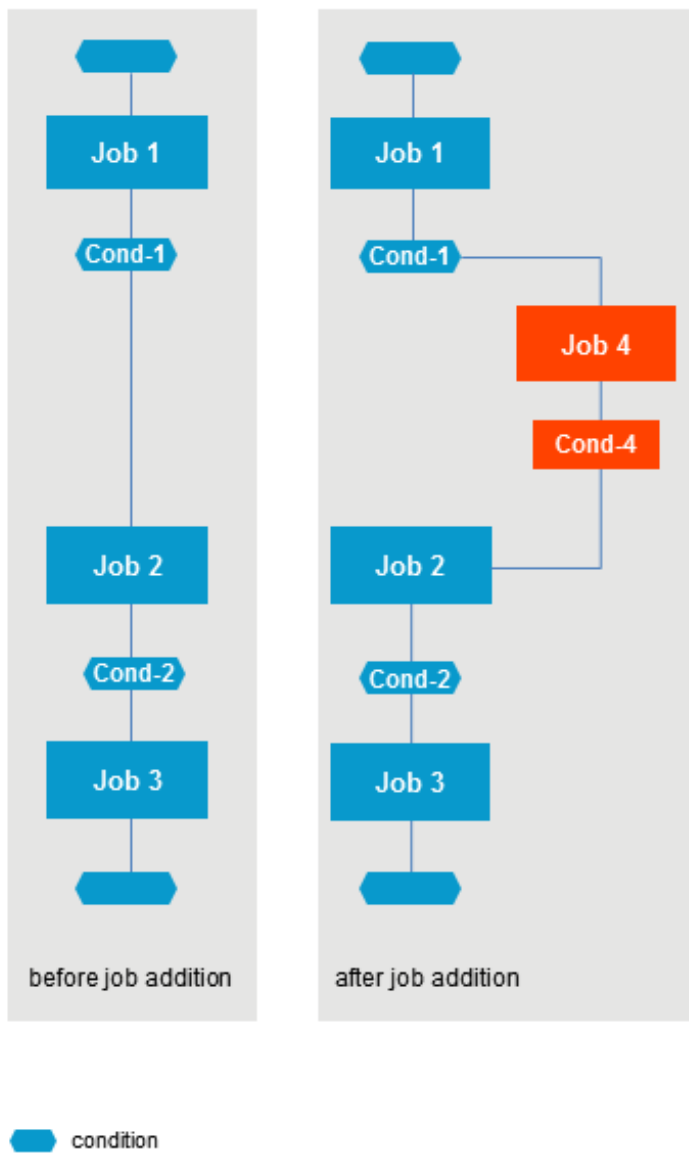 Job 1
Cond-1
Job 2
Cond-2
Job 3
before job addition
Job 1
Cond-1
Job 4
Cond-4
Job 2
Cond-2
Job 3
after job addition
condition